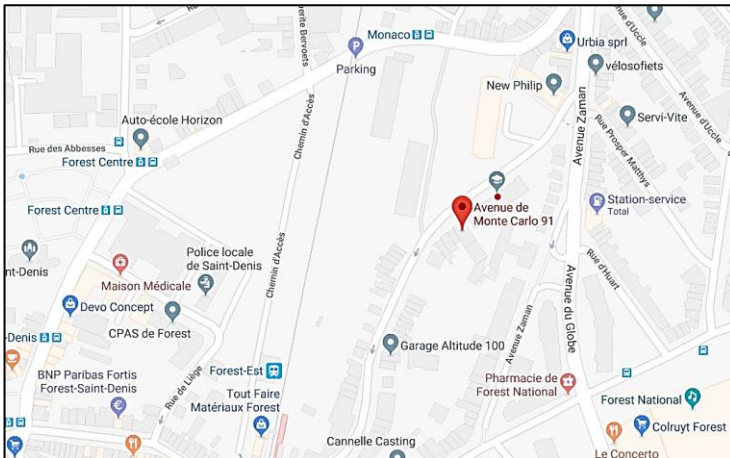 Monaco
Urbia sprl
Parking
vélosofiets
New Philip
Servi-Vite
Avenue d'Uccle
Avenue d'Uccle
Rue Prosper Matthys
Avenue Zaman
Chemin d'Accès
Auto-école Horizon
Rue des Abbesses
Forest Centre
Forest Centre
Avenue de
Monte Carlo 91
Station-service
Total
Rue d'Huart
Police locale
de Saint-Denis
Maison Médicale
Chemin d'Accès
Devo Concept
CPAS de Forest
Avenue du Globe
Avenue Zaman
Garage Altitude 100
BNP Paribas Fortis
Forest-Saint-Denis
Rue de Liège
Forest-Est
Tout Faire
Matériaux Forest
Pharmacie de
Forest National
Forest National
Colruyt Forest
Le Concerto
Cannelle Casting